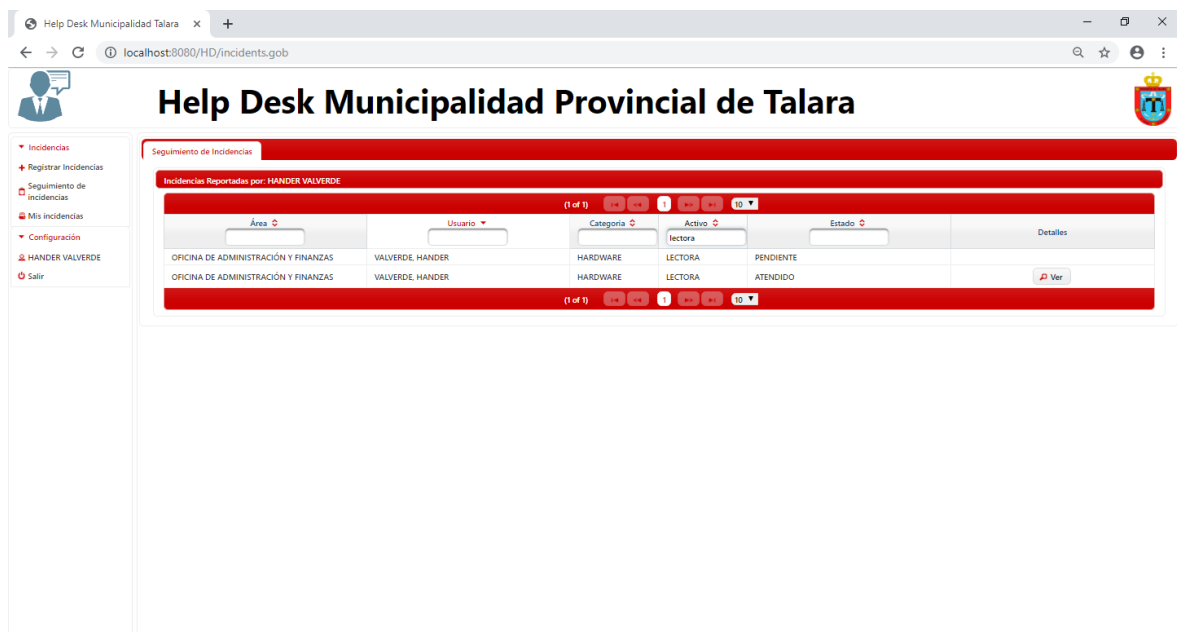 Help Desk Municipalidad Talara
localhost:8080/HD/incidents.gob
Help Desk Municipalidad Provincial de Talara
Incidencias
Registrar Incidencias
Seguimiento de
incidencias
Mis incidencias
Configuración
HANDER VALVERDE
Salir
Seguimiento de Incidencias
Incidencias Reportadas por: HANDER VALVERDE
(1 of 1) 1 10
Área Usuario Categoria Activo Estado Detalles
lectora
OFICINA DE ADMINISTRACIÓN Y FINANZAS VALVERDE, HANDER HARDWARE LECTORA PENDIENTE
OFICINA DE ADMINISTRACIÓN Y FINANZAS VALVERDE, HANDER HARDWARE LECTORA ATENDIDO Ver
(1 of 1) 1 10